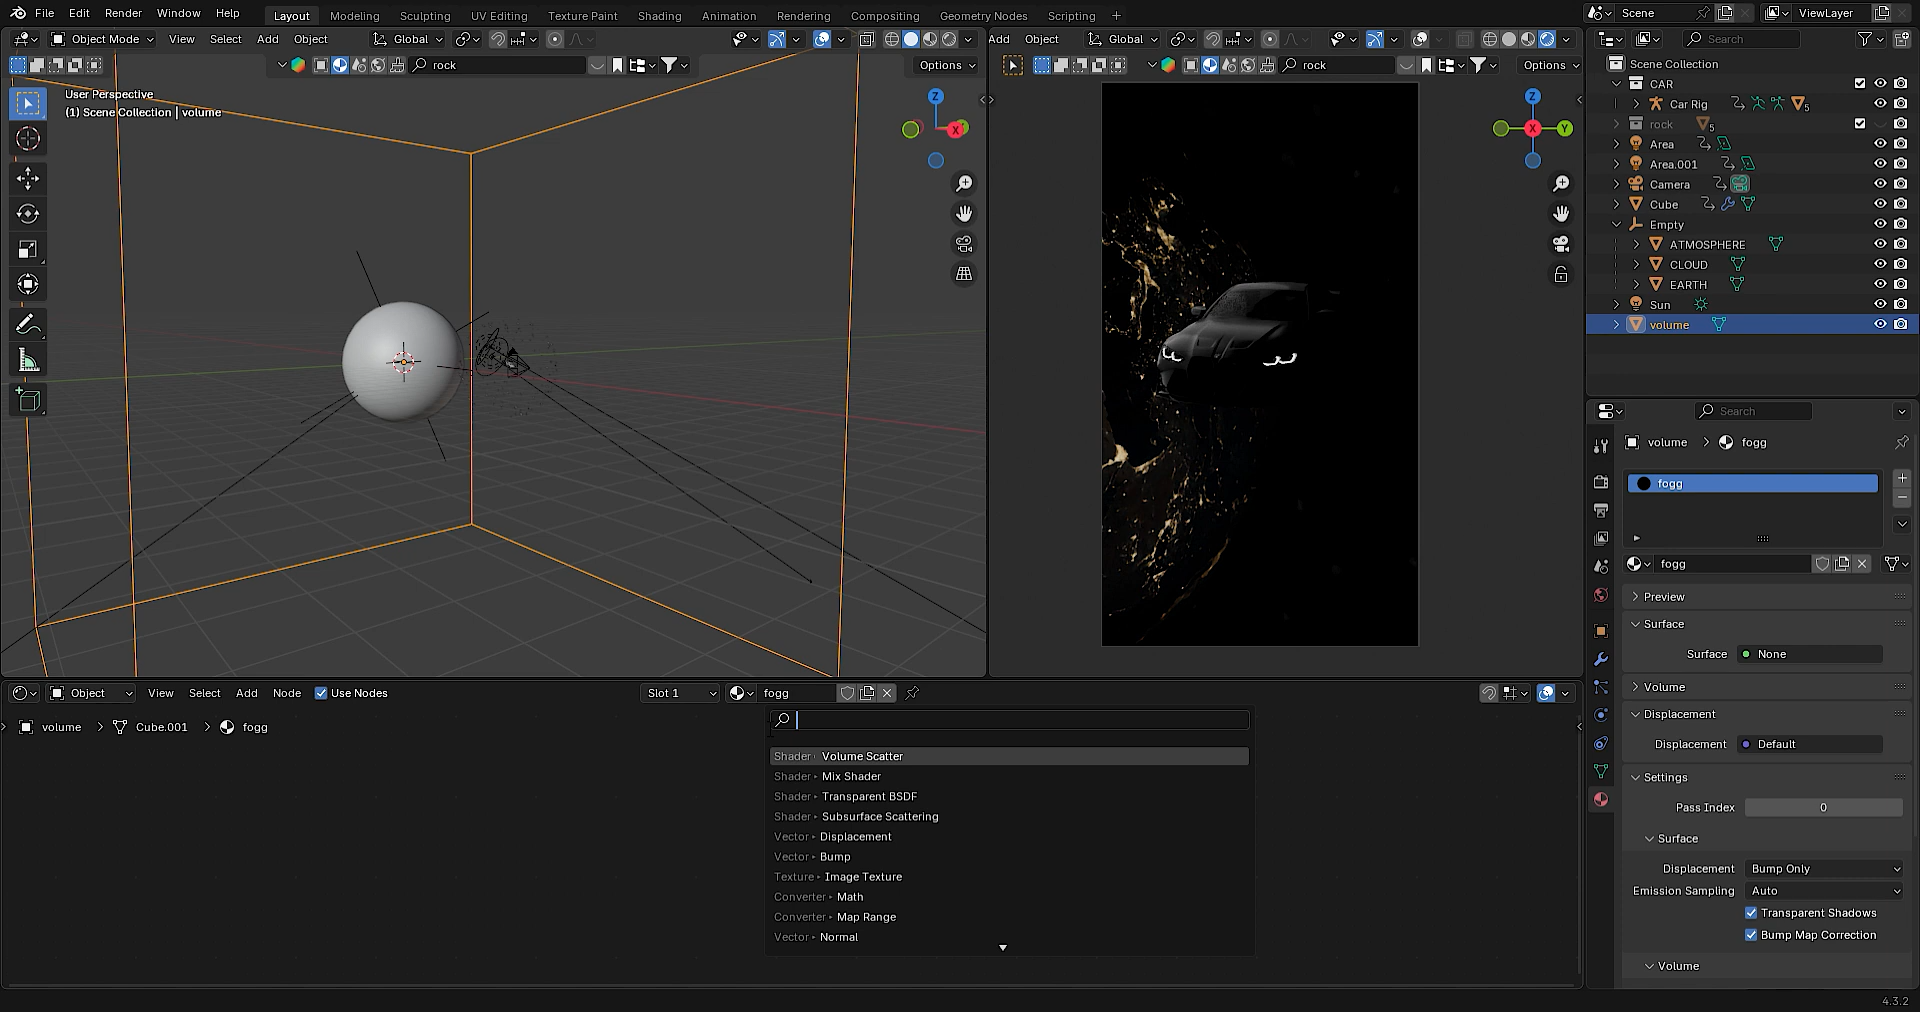 File Edit Render Window Help Layout Modeling Sculpting UV Editing Texture Paint Shading Animation Rendering Compositing Geometry Nodes Scripting + Scene ViewLayer
Object Mode View Select Add Object Global
Add Object Global
Search
rock Options
rock Options
User Perspective
(1) Scene Collection | volume
Z
X
Z
X
Y
Scene Collection
CAR
Car Rig 5
rock 5
Area
Area.001
Camera
Cube
Empty
ATMOSPHERE
CLOUD
EARTH
Sun
volume
Search
volume > fogg
fogg
fogg
Preview
Surface
Surface None
Volume
Displacement
Displacement Default
Settings
Pass Index 0
Surface
Displacement Bump Only
Emission Sampling Auto
Transparent Shadows
Bump Map Correction
Volume
Object View Select Add Node Use Nodes Slot 1 fogg
volume > Cube.001 > fogg
Shader Volume Scatter
Shader Mix Shader
Shader Transparent BSDF
Shader Subsurface Scattering
Vector Displacement
Vector Bump
Texture Image Texture
Converter Math
Converter Map Range
Vector Normal
4.3.2